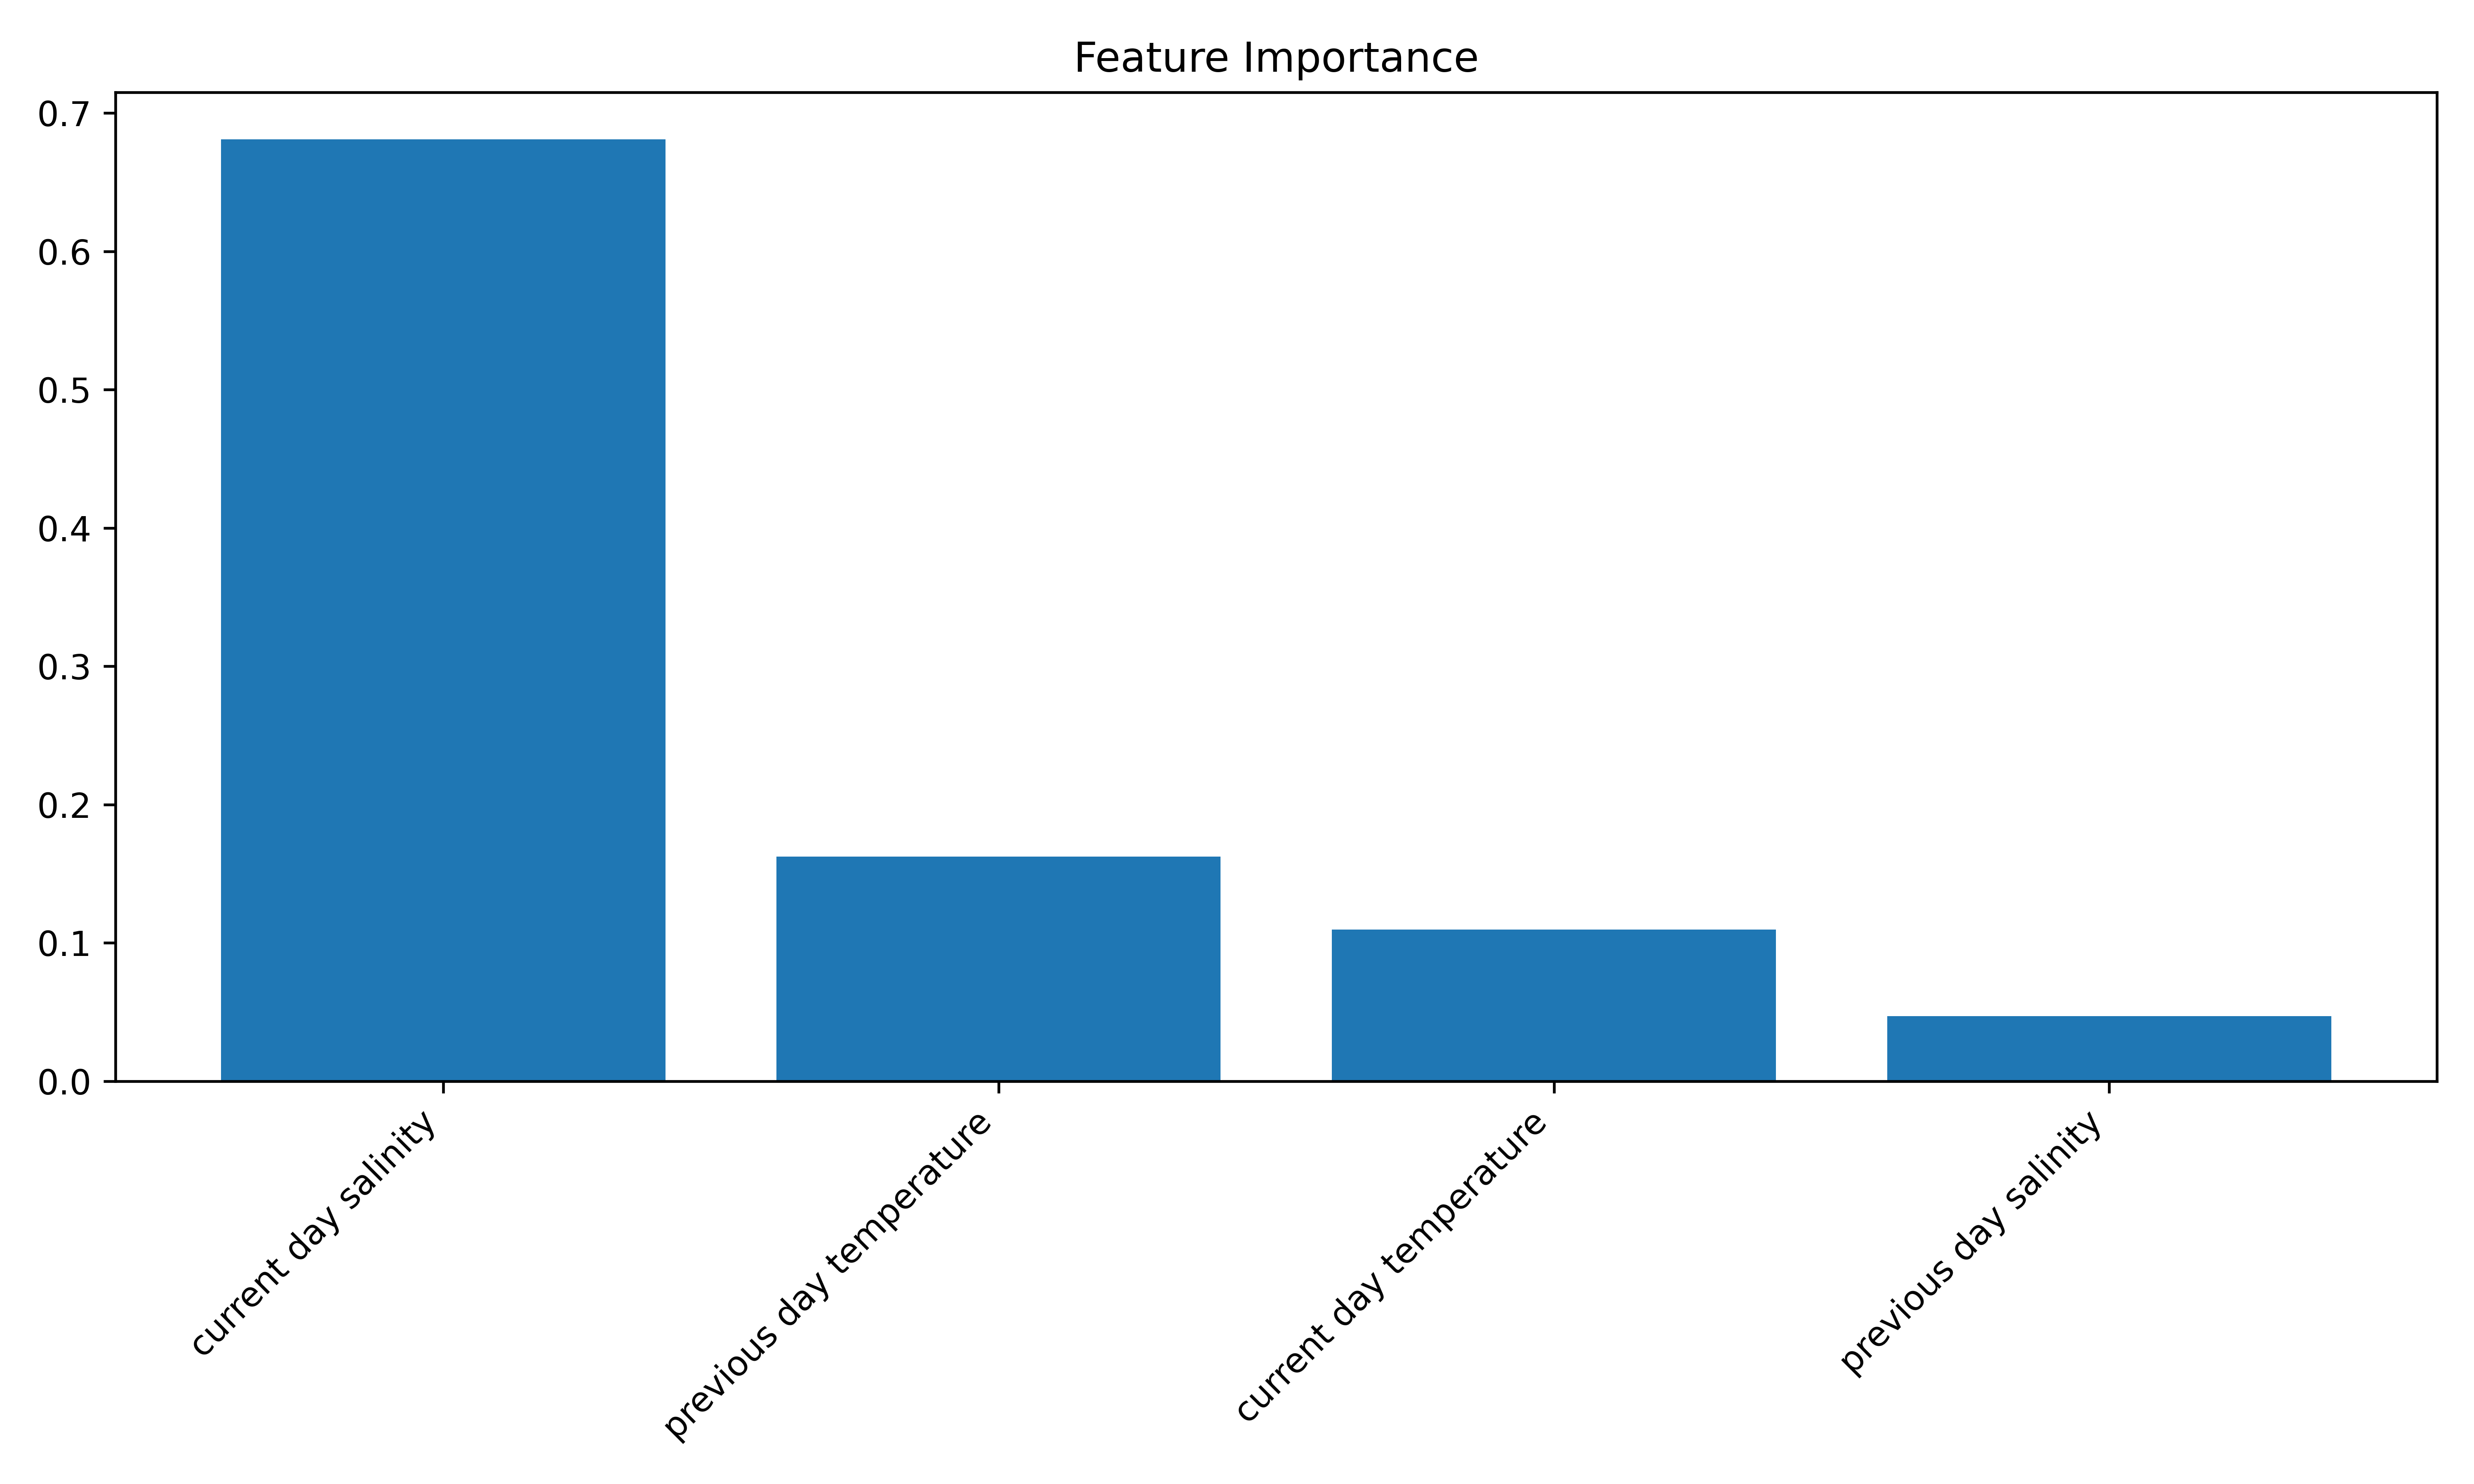 Feature Importance
0.7
0.6
0.5
0.4
0.3
0.2
0.1
0.0
current day salinity
previous day temperature
current day temperature
previous day salinity